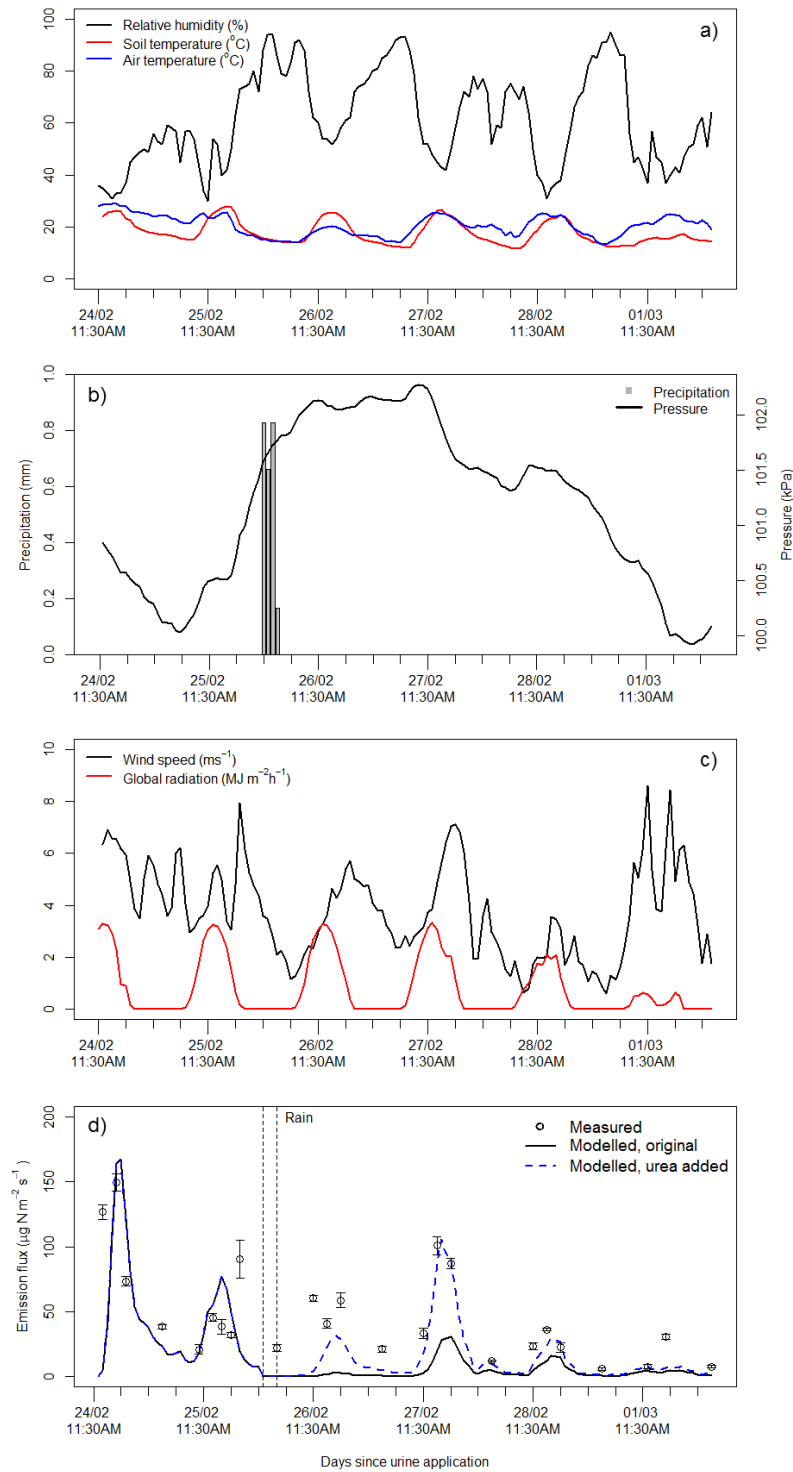 Relative humidity (%)
Soil temperature (⁰C)
Air temperature (⁰C)
a)
100
80
60
40
20
0
24/02 25/02 26/02 27/02 28/02 01/03
11:30AM 11:30AM 11:30AM 11:30AM 11:30AM 11:30AM
b)
Precipitation
Pressure
Precipitation (mm)
1.0
0.8
0.6
0.4
0.2
0.0
Pressure (kPa)
102.0
101.5
101.0
100.5
100.0
24/02 25/02 26/02 27/02 28/02 01/03
11:30AM 11:30AM 11:30AM 11:30AM 11:30AM 11:30AM
Wind speed (ms⁻¹)
Global radiation (MJ m⁻²h⁻¹)
c)
10
8
6
4
2
0
24/02 25/02 26/02 27/02 28/02 01/03
11:30AM 11:30AM 11:30AM 11:30AM 11:30AM 11:30AM
d)
Rain
Measured
Modelled, original
Modelled, urea added
Emission flux (μg N m⁻² s⁻¹)
200
150
100
50
0
24/02 25/02 26/02 27/02 28/02 01/03
11:30AM 11:30AM 11:30AM 11:30AM 11:30AM 11:30AM
Days since urine application